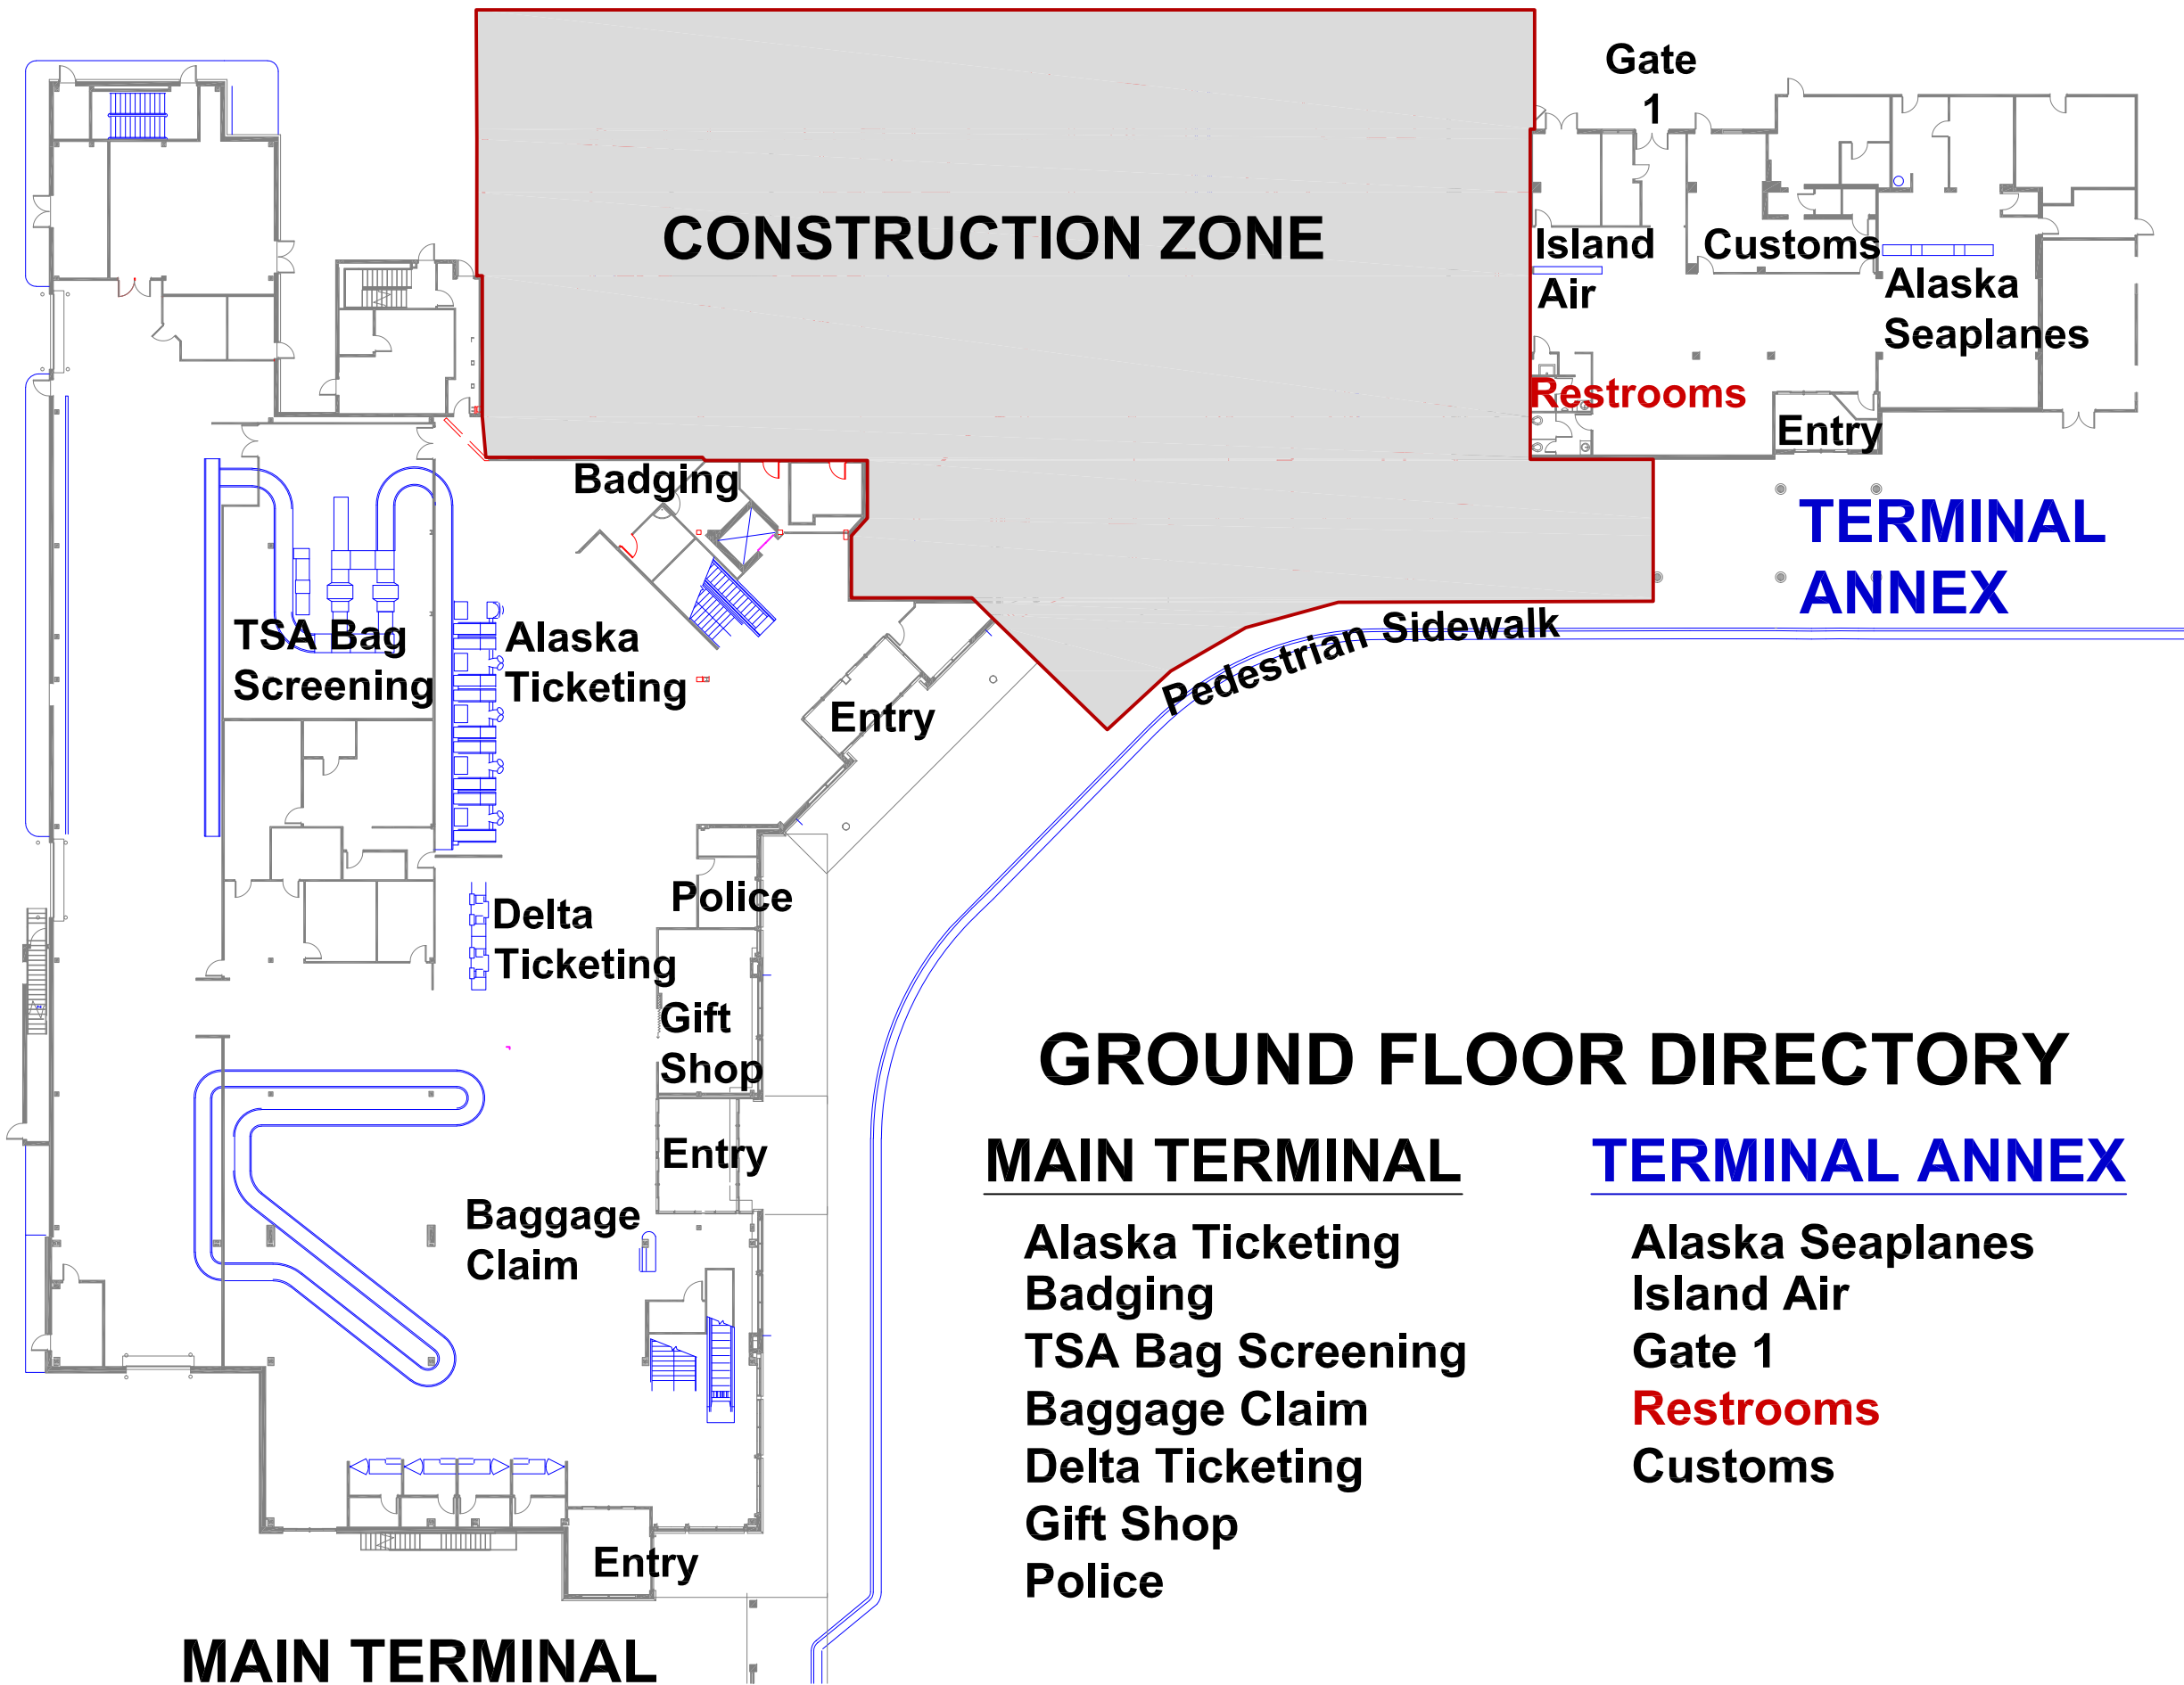 Gate
1
CONSTRUCTION ZONE
Island
Air
Customs
Alaska
Seaplanes
Restrooms
Entry
Badging
TERMINAL
ANNEX
TSA Bag
Screening
Alaska
Ticketing
Pedestrian Sidewalk
Entry
Police
Delta
Ticketing
Gift
Shop
Entry
Baggage
Claim
Entry
MAIN TERMINAL
GROUND FLOOR DIRECTORY
MAIN TERMINAL
Alaska Ticketing
Badging
TSA Bag Screening
Baggage Claim
Delta Ticketing
Gift Shop
Police
TERMINAL ANNEX
Alaska Seaplanes
Island Air
Gate 1
Restrooms
Customs